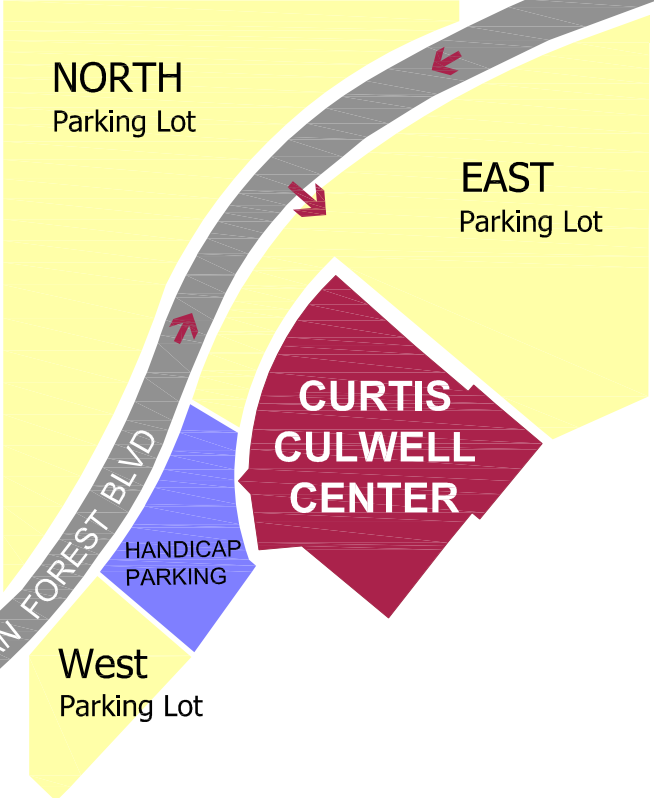 NORTH
Parking Lot
EAST
Parking Lot
CURTIS
CULWELL
CENTER
FOREST BLVD
HANDICAP
PARKING
West
Parking Lot